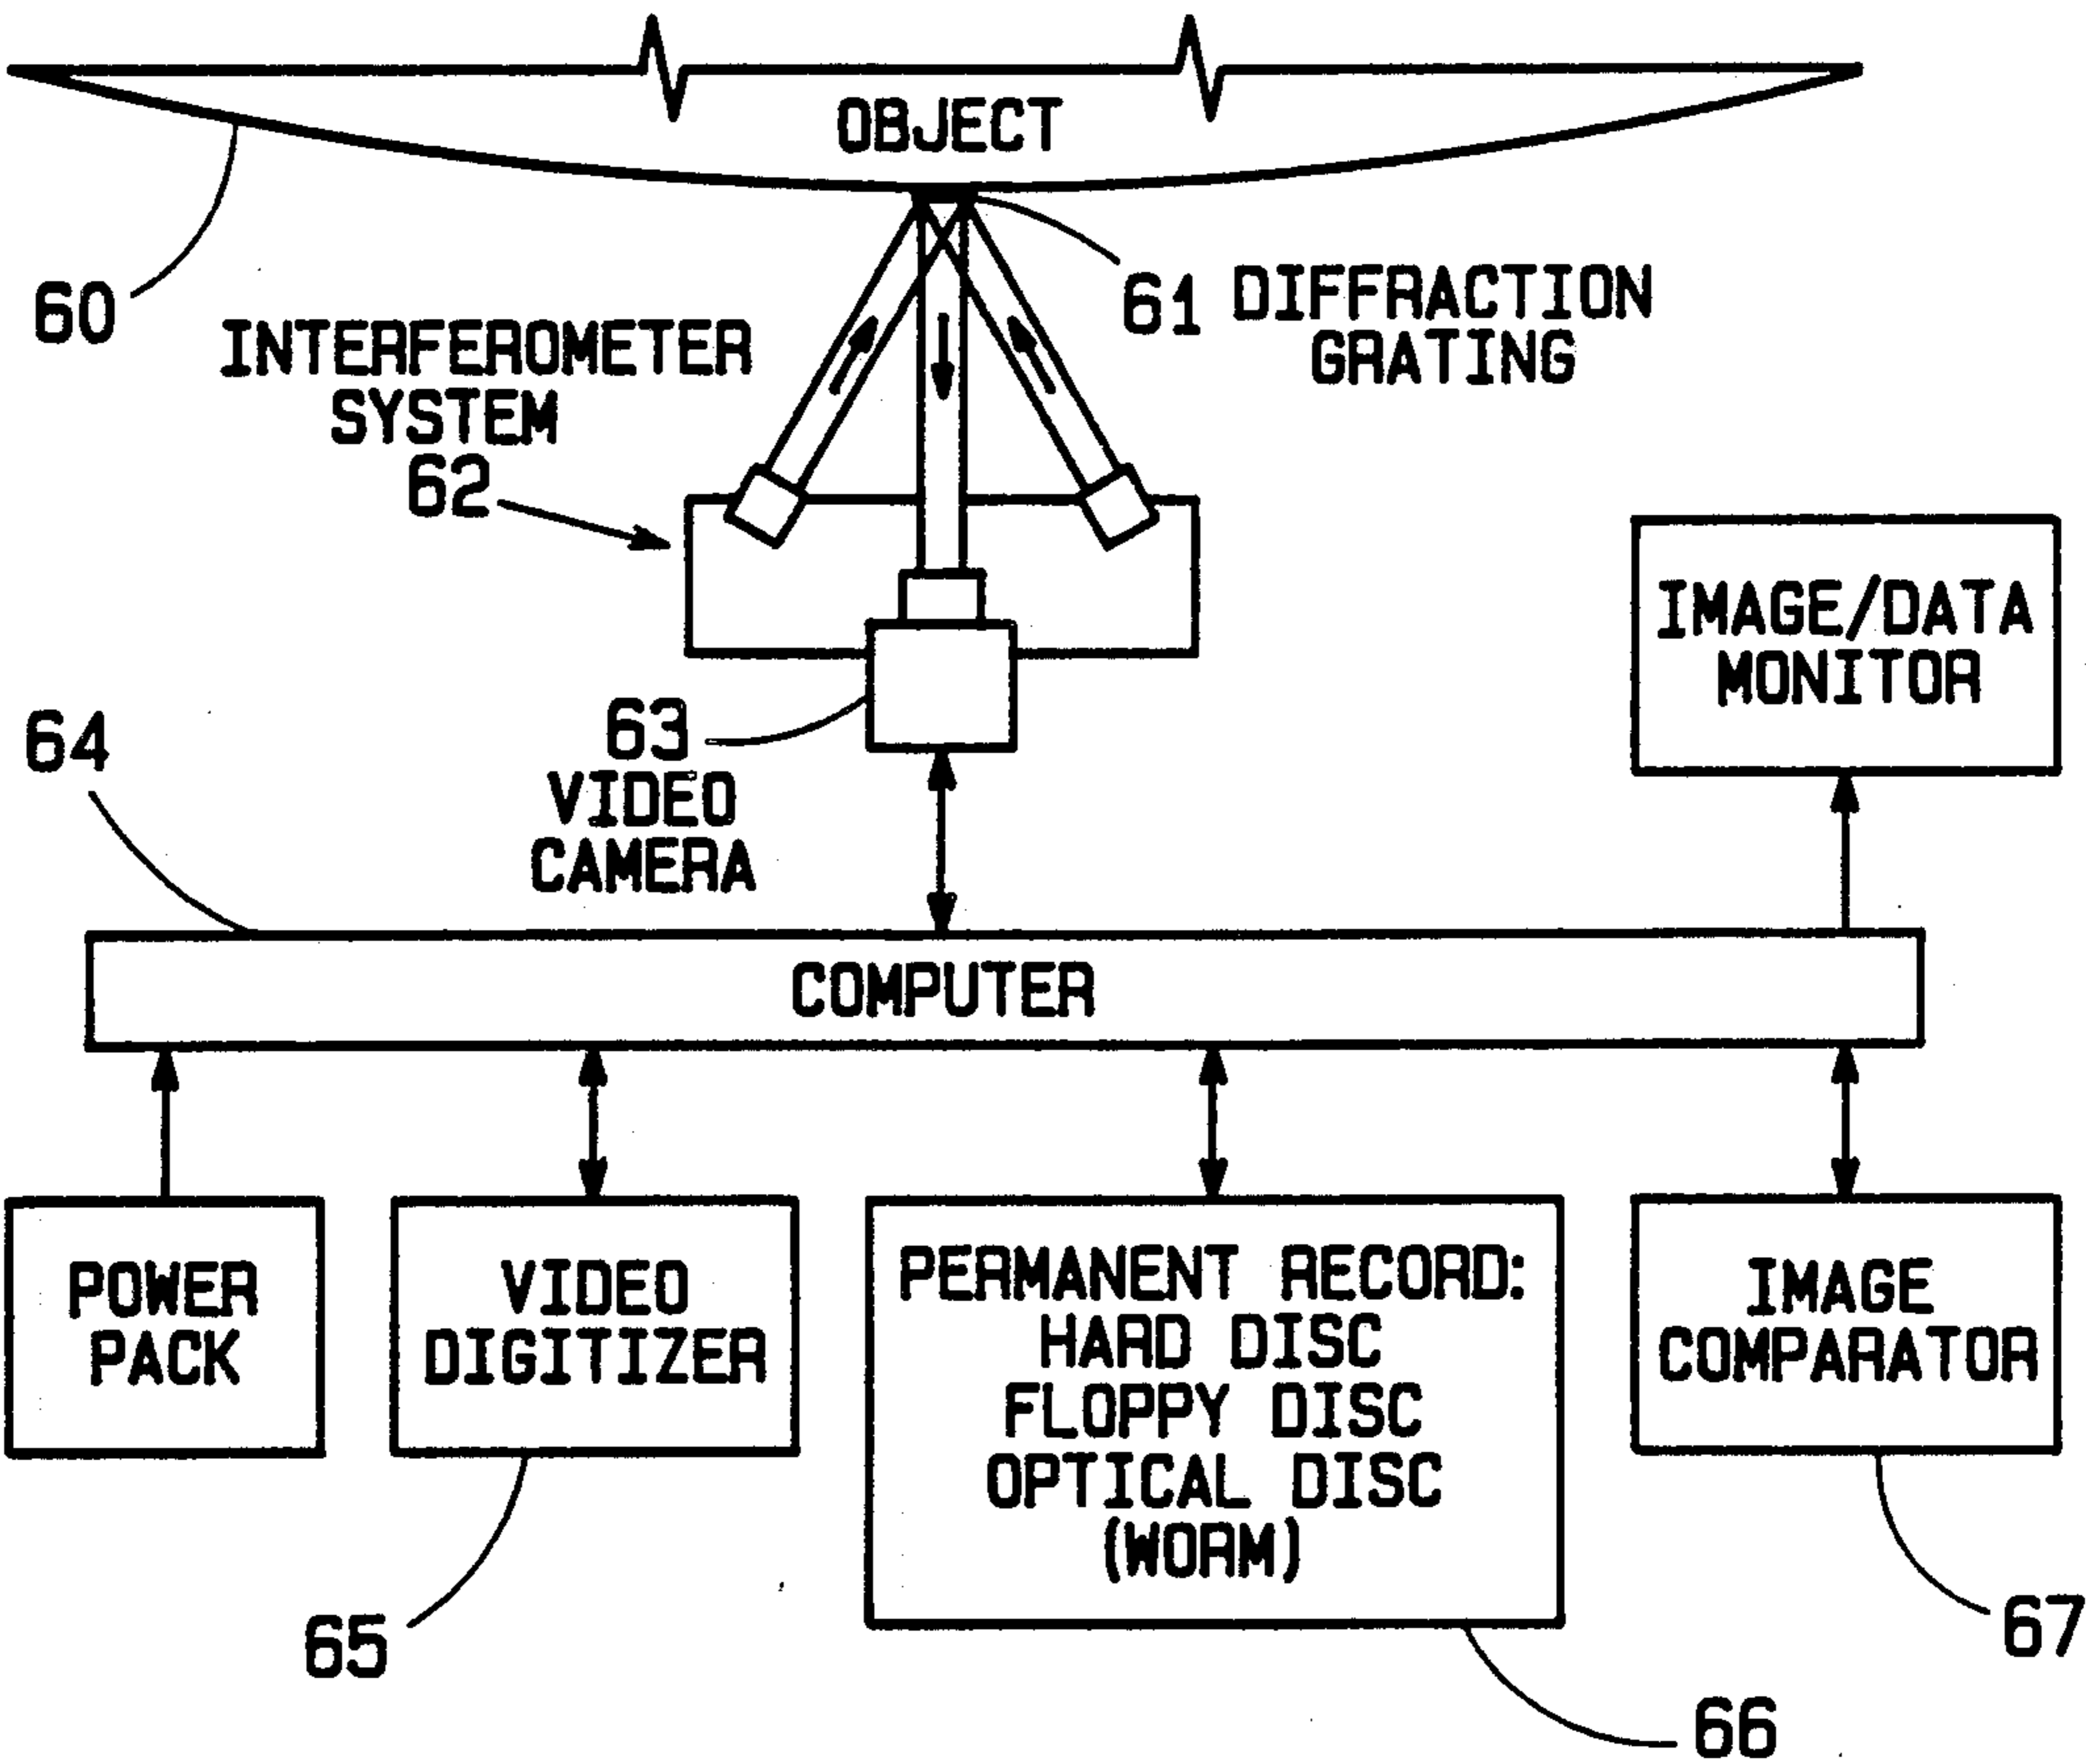 OBJECT
60
61
DIFFRACTION
GRATING
INTERFEROMETER
SYSTEM
62
IMAGE/DATA
MONITOR
63
VIDEO
CAMERA
64
COMPUTER
POWER
PACK
VIDEO
DIGITIZER
PERMANENT RECORD:
HARD DISC
FLOPPY DISC
OPTICAL DISC
(WORM)
IMAGE
COMPARATOR
65
66
67